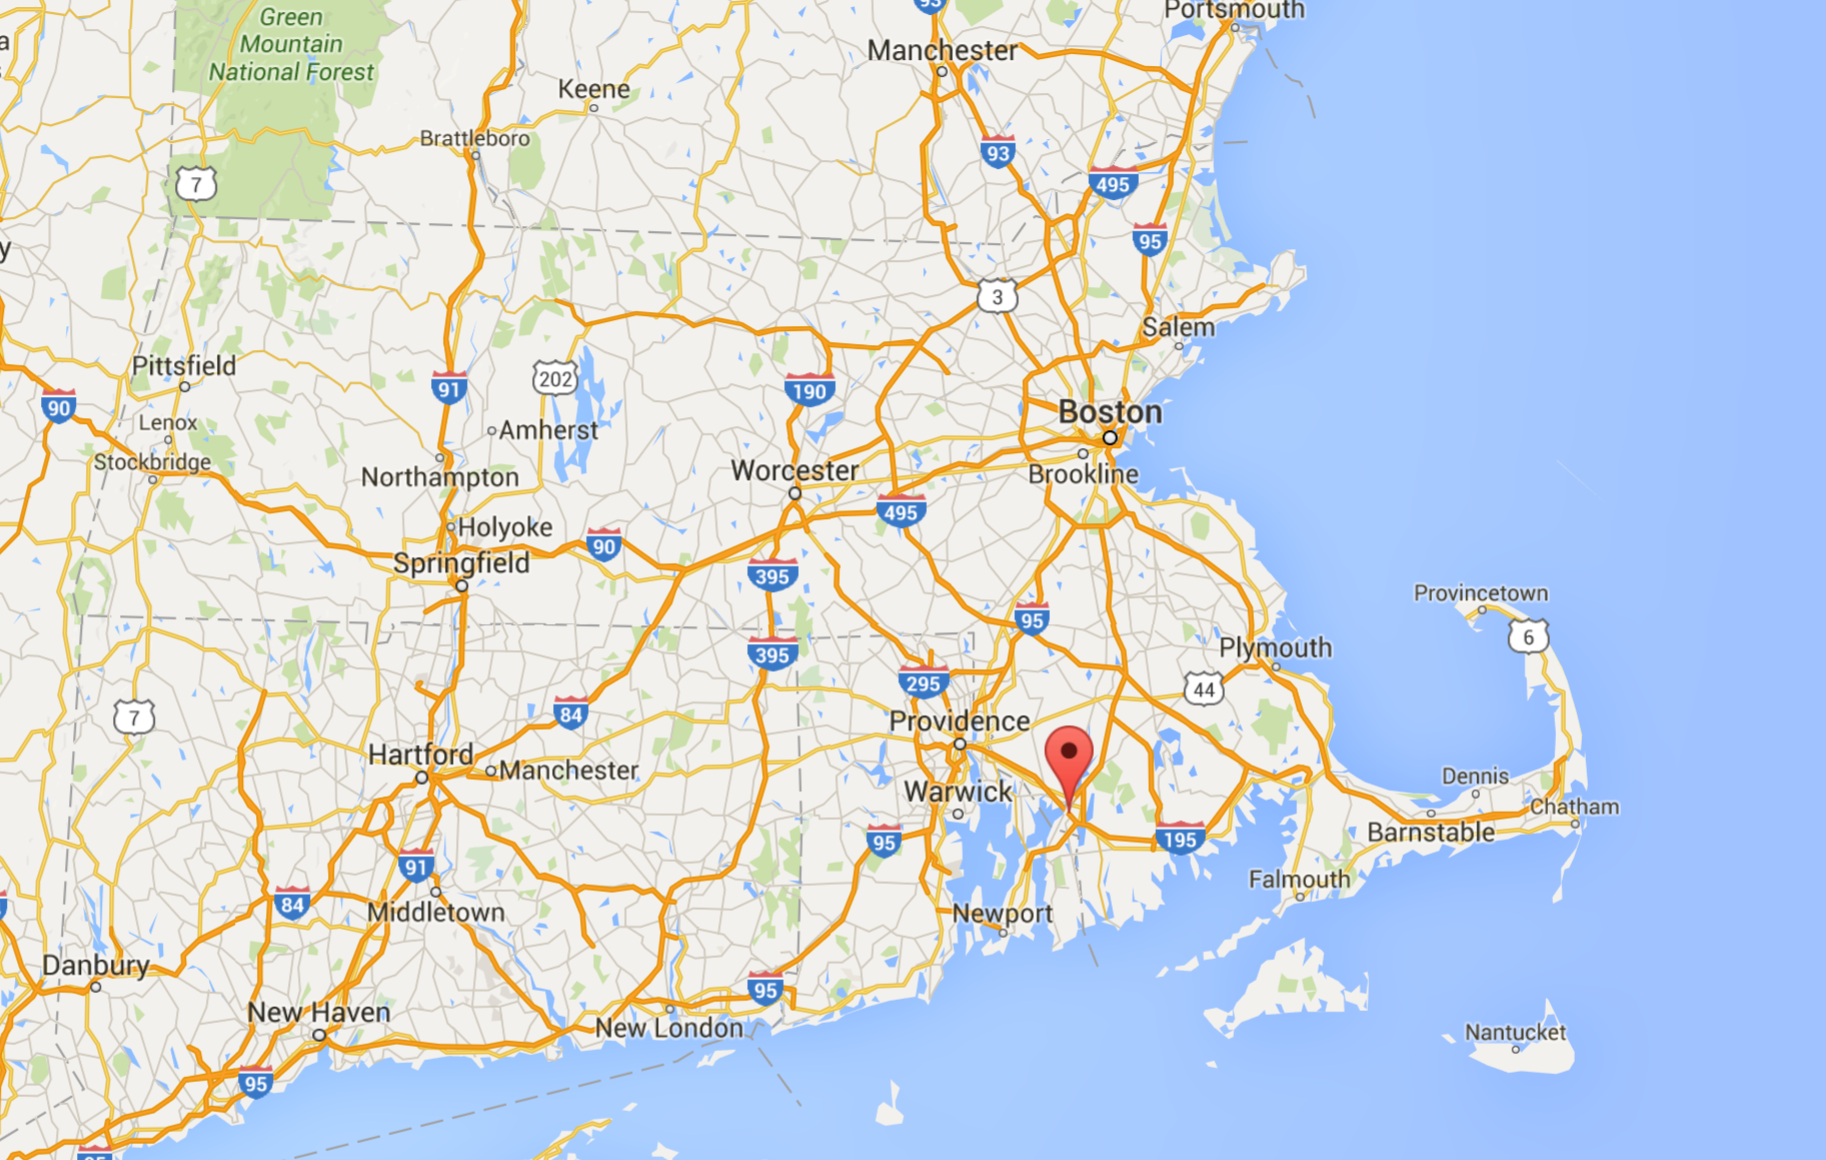 Portsmouth
93
Green
Mountain
National Forest
Manchester
Keene
Brattleboro
93
7
495
95
3
Salem
Pittsfield
202
91
190
90
Boston
Lenox
Amherst
Stockbridge
Worcester
Northampton
Brookline
495
Holyoke
90
Springfield
395
Provincetown
95
6
Plymouth
395
295
44
7
84
Providence
Hartford
Manchester
Dennis
Warwick
Chatham
Barnstable
195
95
91
Falmouth
84
Middletown
Newport
Danbury
95
New Haven
New London
Nantucket
95
95